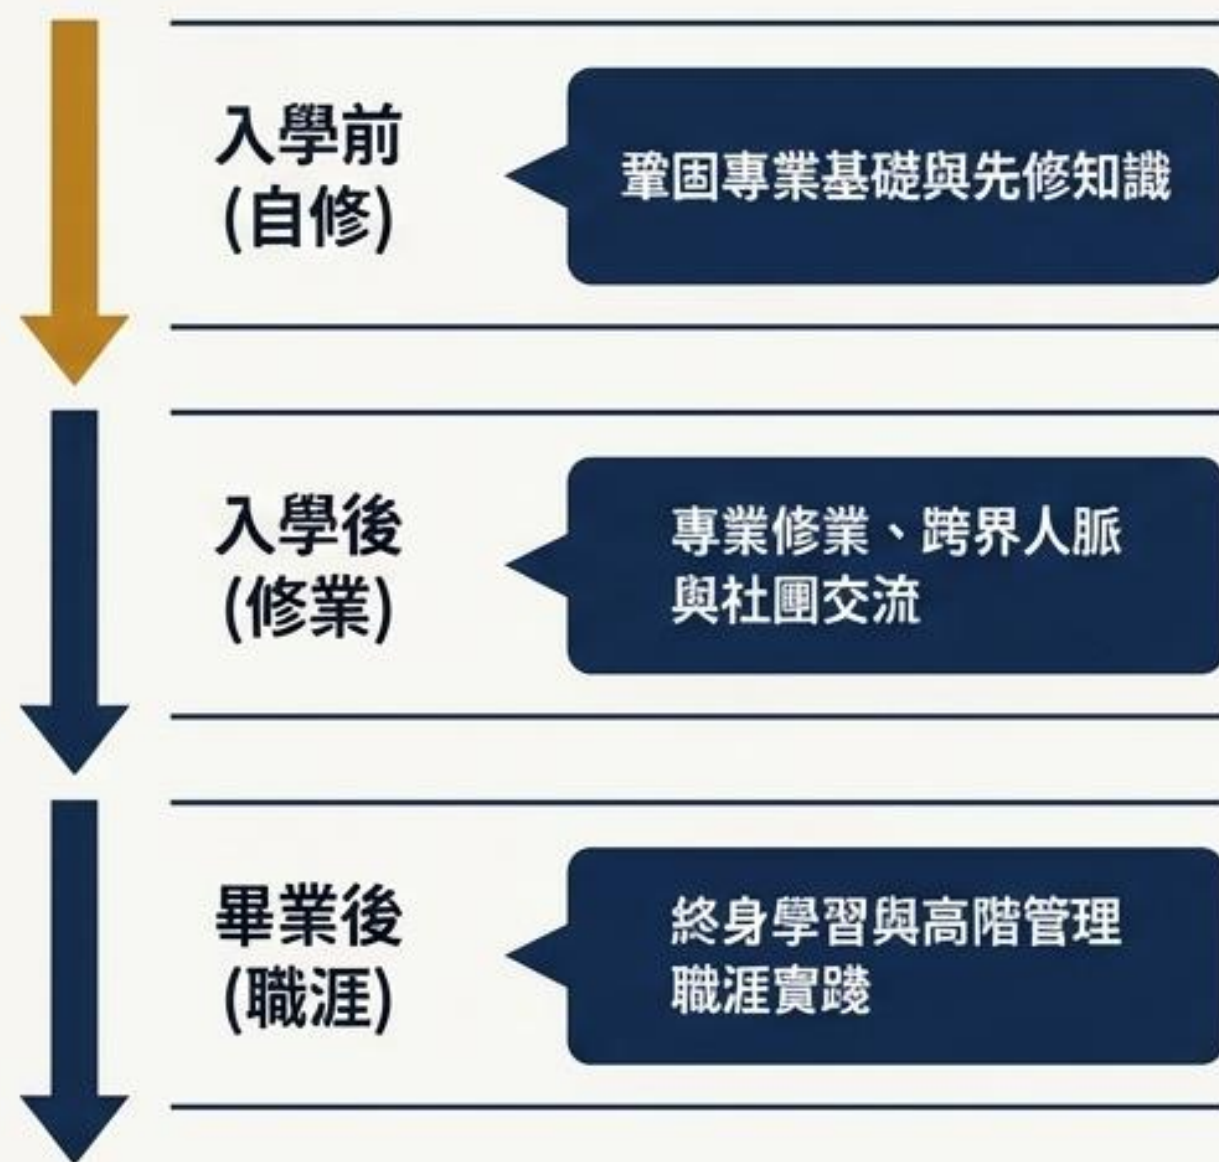 入學前
(自修)
鞏固專業基礎與先修知識
入學後
(修業)
專業修業、跨界人脈
與社團交流
畢業後
(職涯)
終身學習與高階管理
職涯實踐